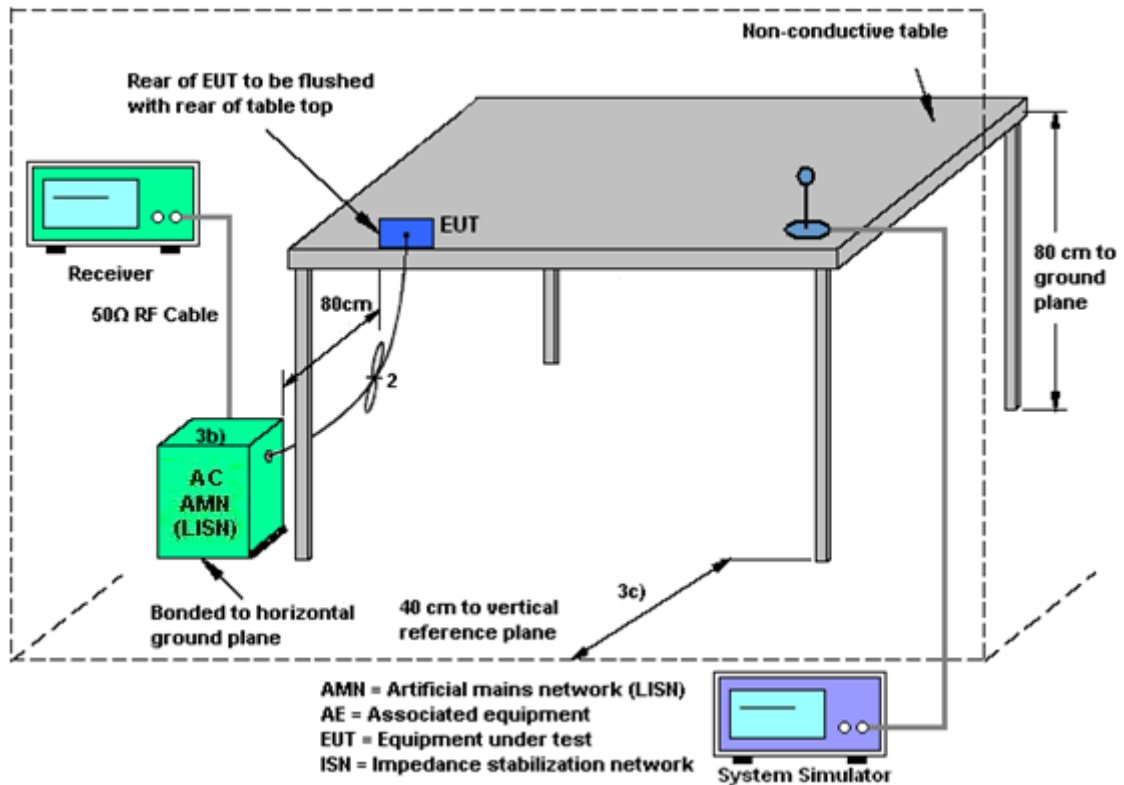 Non-conductive table
Rear of EUT to be flushed
with rear of table top
EUT
Receiver
80cm
80 cm to
ground
plane
50Ω RF Cable
2
3b)
AC
AMN
(LISN)
3c)
Bonded to horizontal
ground plane
40 cm to vertical
reference plane
AMN = Artificial mains network (LISN)
AE = Associated equipment
EUT = Equipment under test
ISN = Impedance stabilization network
System Simulator